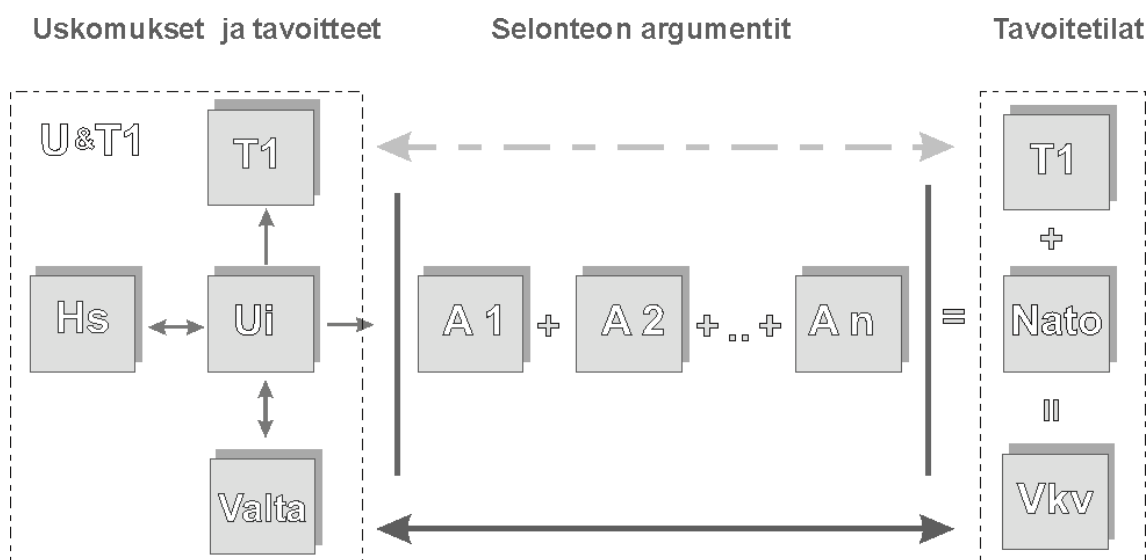 Uskomukset ja tavoitteet Selonteon argumentit Tavoitetilat
U&T1 T1 T1
+
Hs Ui A 1 + A 2 +..+ A n = Nato
=
Valta Vkv